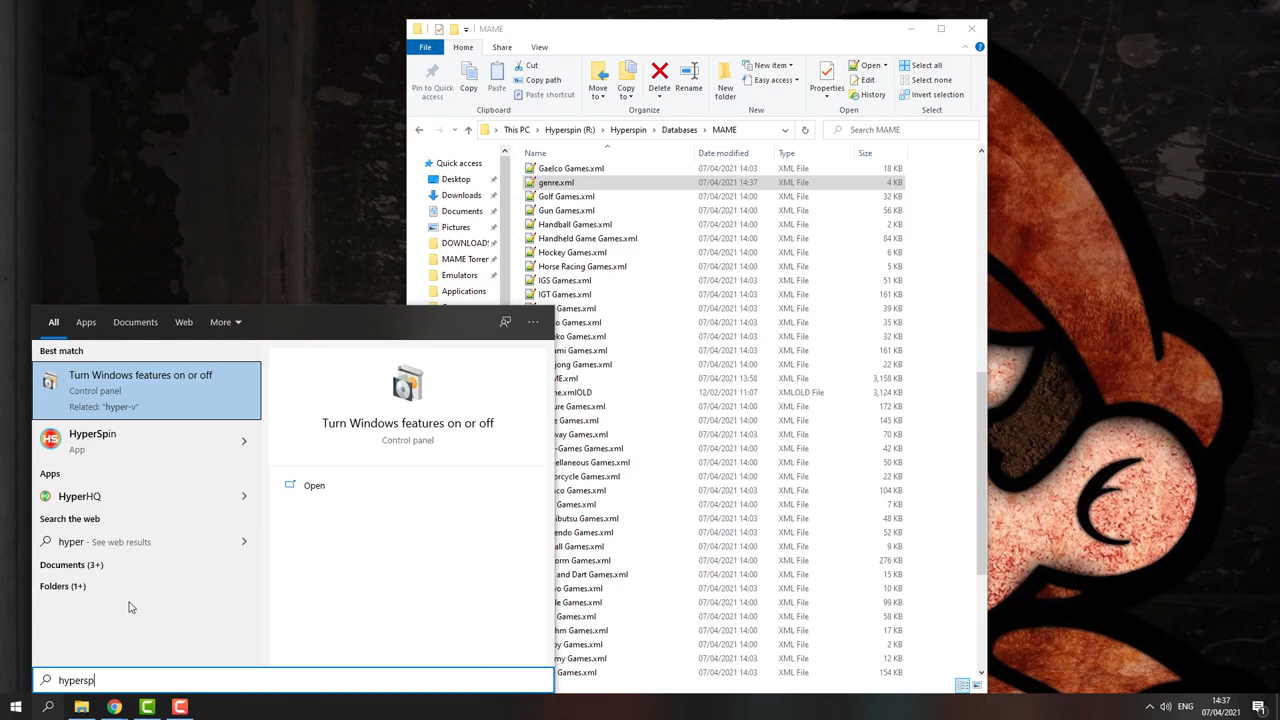 MAME
File
Home
Share
View
Pin to Quick access
Copy
Paste
Cut
Copy path
Paste shortcut
Clipboard
Move to
Copy to
Delete
Rename
Organize
New folder
New item
Easy access
New
Properties
Open
Edit
History
Open
Select all
Select none
Invert selection
Select
This PC > Hyperspin (R:) > Hyperspin > Databases > MAME
Search MAME
Quick access
Desktop
Downloads
Documents
Pictures
DOWNLOAD
MAME Torrer
Emulators
Applications
Name Date modified Type Size
Gaelco Games.xml 07/04/2021 14:03 XML File 18 KB
genre.xml 07/04/2021 14:37 XML File 4 KB
Golf Games.xml 07/04/2021 14:00 XML File 32 KB
Gun Games.xml 07/04/2021 14:00 XML File 56 KB
Handball Games.xml 07/04/2021 14:00 XML File 2 KB
Handheld Game Games.xml 07/04/2021 14:00 XML File 84 KB
Hockey Games.xml 07/04/2021 14:00 XML File 6 KB
Horse Racing Games.xml 07/04/2021 14:00 XML File 5 KB
IGS Games.xml 07/04/2021 14:03 XML File 51 KB
IGT Games.xml 07/04/2021 14:03 XML File 161 KB
Games.xml 07/04/2021 14:03 XML File 39 KB
o Games.xml 07/04/2021 14:03 XML File 35 KB
ko Games.xml 07/04/2021 14:03 XML File 32 KB
mi Games.xml 07/04/2021 14:03 XML File 161 KB
jong Games.xml 07/04/2021 14:00 XML File 222 KB
E.xml 07/04/2021 13:58 XML File 3,158 KB
e.xmlOLD 12/02/2021 11:07 XMLOLD File 3,124 KB
ure Games.xml 07/04/2021 14:00 XML File 172 KB
e Games.xml 07/04/2021 14:00 XML File 145 KB
way Games.xml 07/04/2021 14:03 XML File 70 KB
-Games Games.xml 07/04/2021 14:00 XML File 42 KB
ellaneous Games.xml 07/04/2021 14:00 XML File 50 KB
orcycle Games.xml 07/04/2021 14:00 XML File 22 KB
co Games.xml 07/04/2021 14:03 XML File 104 KB
Games.xml 07/04/2021 14:03 XML File 7 KB
ibutsu Games.xml 07/04/2021 14:03 XML File 48 KB
endo Games.xml 07/04/2021 14:03 XML File 52 KB
all Games.xml 07/04/2021 14:00 XML File 9 KB
orm Games.xml 07/04/2021 14:00 XML File 276 KB
and Dart Games.xml 07/04/2021 14:00 XML File 15 KB
vo Games.xml 07/04/2021 14:03 XML File 10 KB
le Games.xml 07/04/2021 14:00 XML File 99 KB
Games.xml 07/04/2021 14:00 XML File 40 KB
hm Games.xml 07/04/2021 14:00 XML File 17 KB
by Games.xml 07/04/2021 14:00 XML File 2 KB
my Games.xml 07/04/2021 14:03 XML File 36 KB
Games.xml 07/04/2021 14:03 XML File 154 KB
All
Apps
Documents
Web
More
Best match
Turn Windows features on or off
Control panel
Related: "hyper-v"
HyperSpin
App
Apps
HyperHQ
Search the web
hyper - See web results
Documents (3+)
Folders (1+)
Turn Windows features on or off
Control panel
Open
hypersp
ENG
14:37
07/04/2021